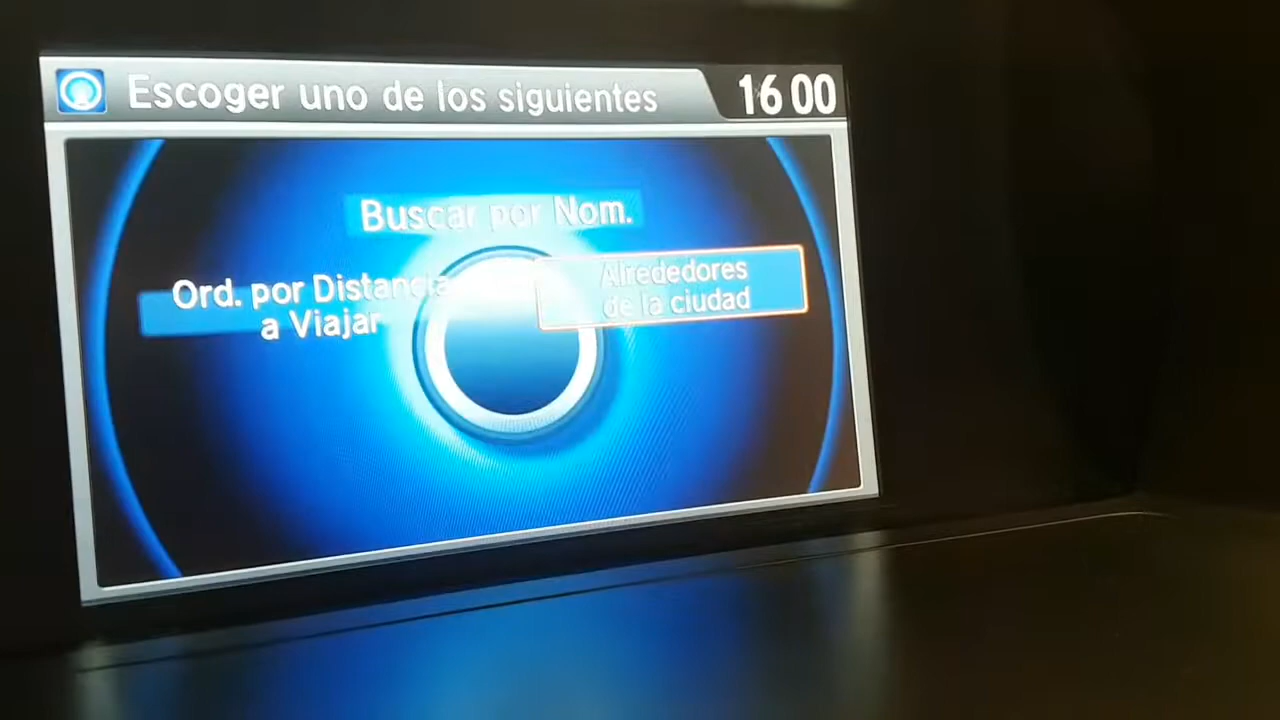 Escoger uno de los siguientes
16 00
Buscar por Nom.
Ord. por Distancia
a Viajar
Alrededores
de la ciudad